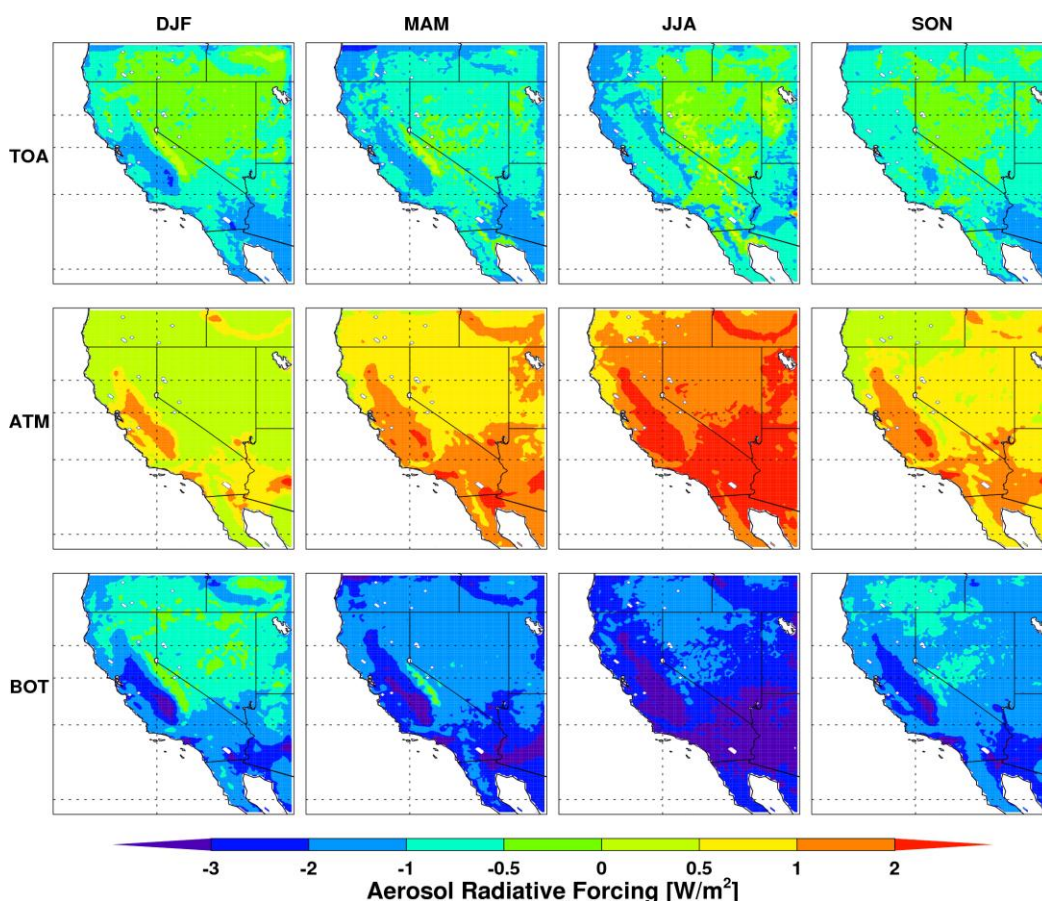 DJF MAM JJA SON
TOA
ATM
BOT
-3 -2 -1 -0.5 0 0.5 1 2
Aerosol Radiative Forcing [W/m²]